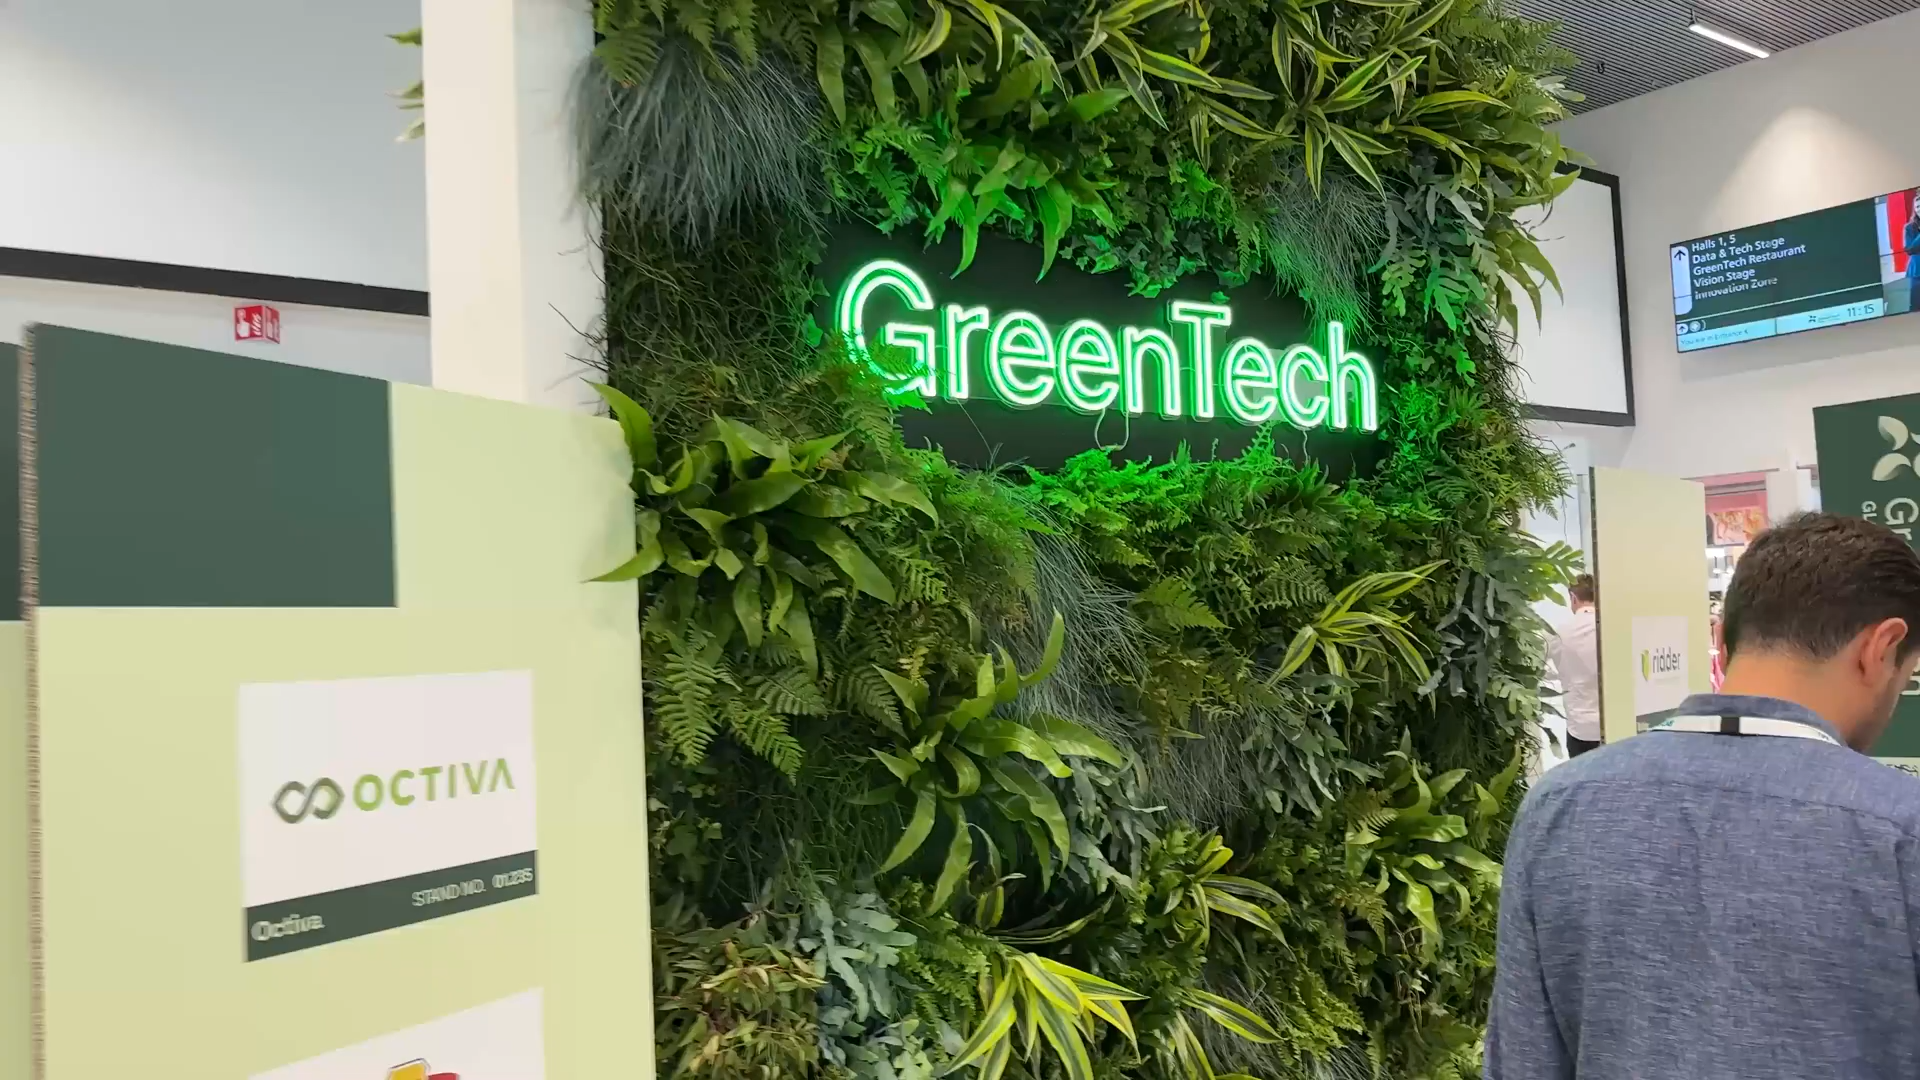 GreenTech
Halls 1, 5
Data & Tech Stage
GreenTech Restaurant
Vision Stage
Innovation Zone
11:15
ridder
OCTIVA
STAND NO. 01.235
Octiva